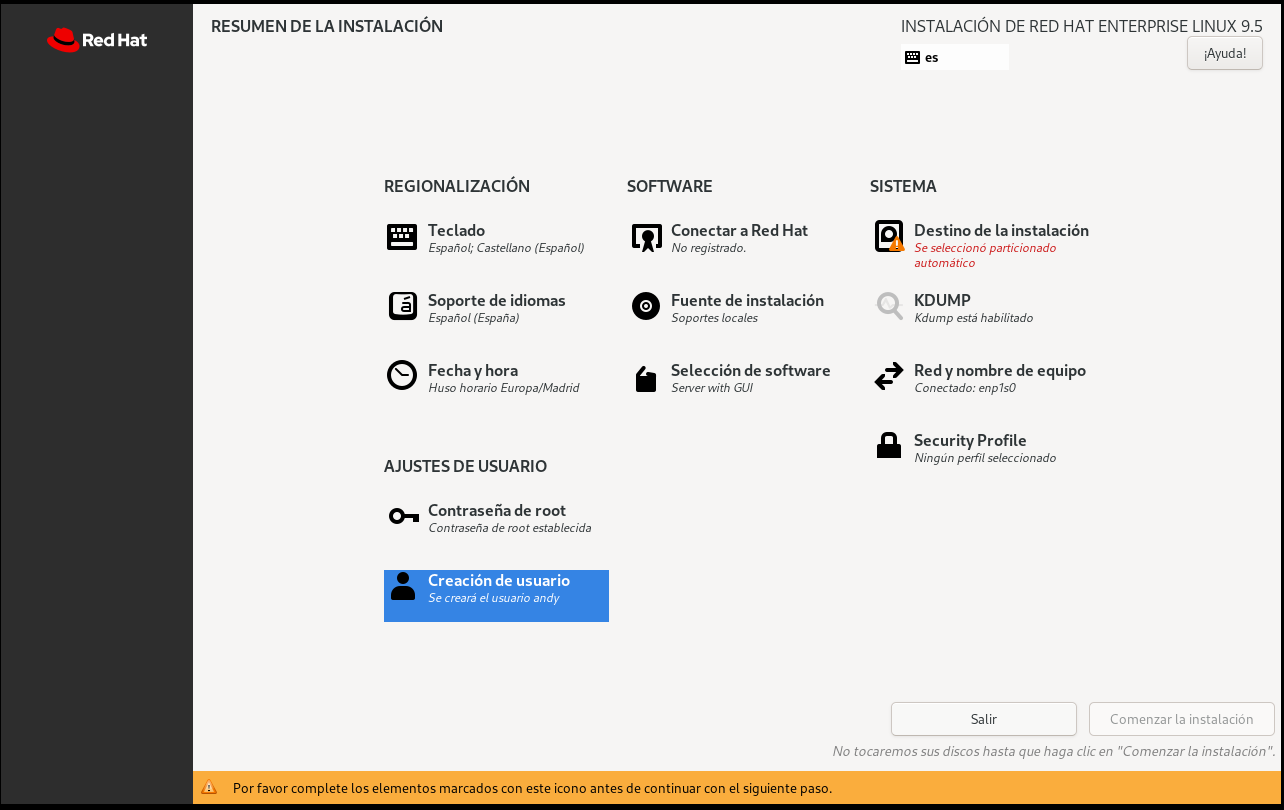 Red Hat
RESUMEN DE LA INSTALACIÓN
INSTALACIÓN DE RED HAT ENTERPRISE LINUX 9.5
es
¡Ayuda!
REGIONALIZACIÓN
Teclado
Español; Castellano (Español)
Soporte de idiomas
Español (España)
Fecha y hora
Huso horario Europa/Madrid
SOFTWARE
Conectar a Red Hat
No registrado.
Fuente de instalación
Soportes locales
Selección de software
Server with GUI
SISTEMA
Destino de la instalación
Se seleccionó particionado
automático
KDUMP
Kdump está habilitado
Red y nombre de equipo
Conectado: enp1s0
Security Profile
Ningún perfil seleccionado
AJUSTES DE USUARIO
Contraseña de root
Contraseña de root establecida
Creación de usuario
Se creará el usuario andy
Salir
Comenzar la instalación
No tocaremos sus discos hasta que haga clic en "Comenzar la instalación".
Por favor complete los elementos marcados con este icono antes de continuar con el siguiente paso.